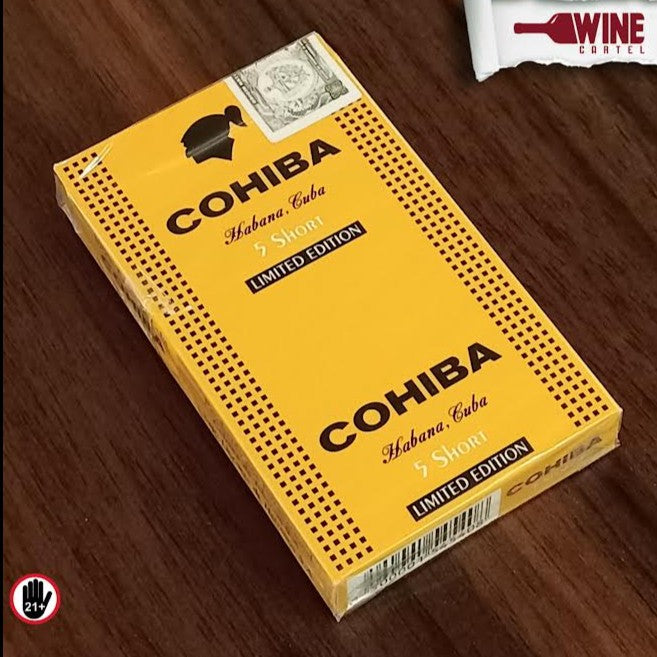 WINE
CARTEL
COHIBA
Habana, Cuba
5 SHORT
LIMITED EDITION
COHIBA
Habana, Cuba
5 SHORT
LIMITED EDITION
COHIBA
21+